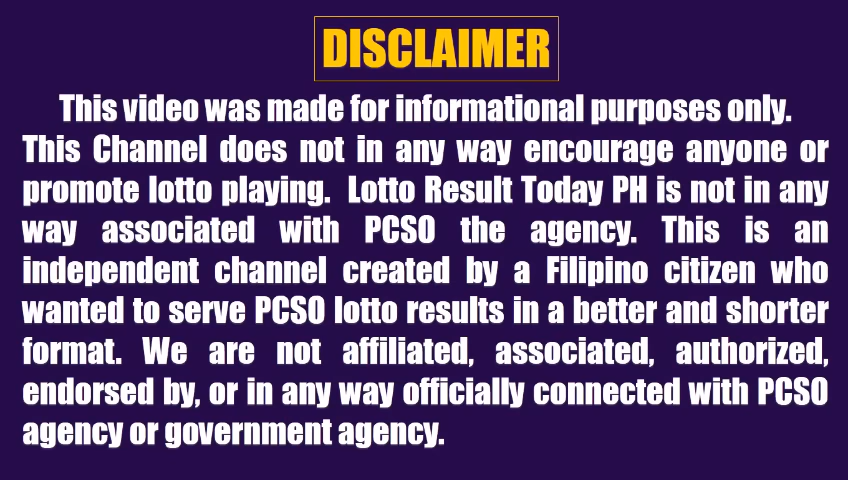 DISCLAIMER
This video was made for informational purposes only.
This Channel does not in any way encourage anyone or
promote lotto playing. Lotto Result Today PH is not in any
way associated with PCSO the agency. This is an
independent channel created by a Filipino citizen who
wanted to serve PCSO lotto results in a better and shorter
format. We are not affiliated, associated, authorized,
endorsed by, or in any way officially connected with PCSO
agency or government agency.